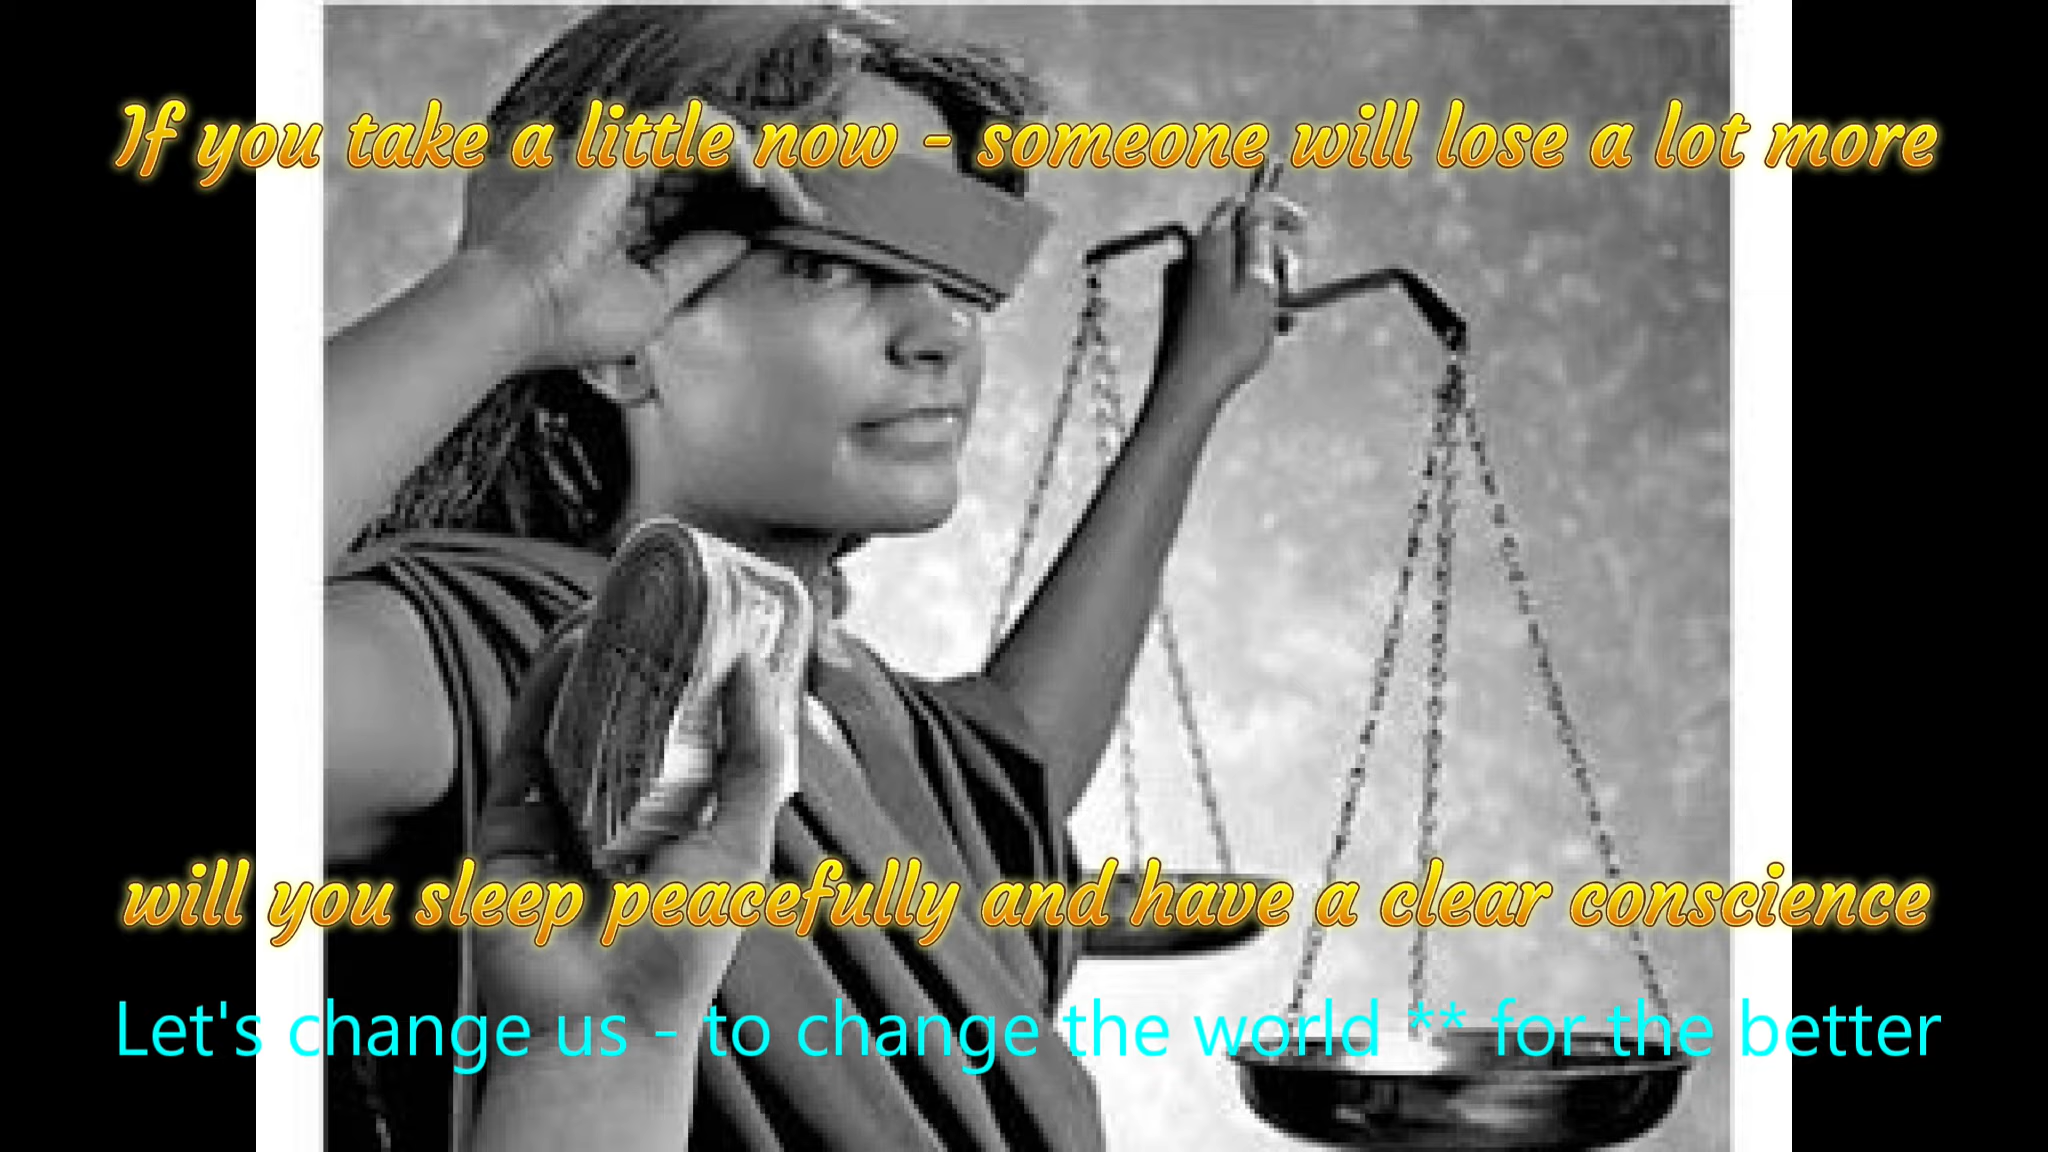 If you take a little now - someone will lose a lot more
will you sleep peacefully and have a clear conscience
Let's change us - to change the world ** for the better